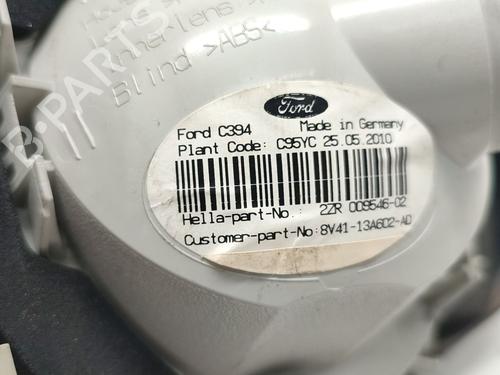 Innerlens
Blind >ABS<
Ford
Ford C394 Made in Germany
Plant Code: C95YC 25.05.2010
Hella-part-No.: 2ZR 009546-02
Customer-part-No: 8V41-13A602-AD